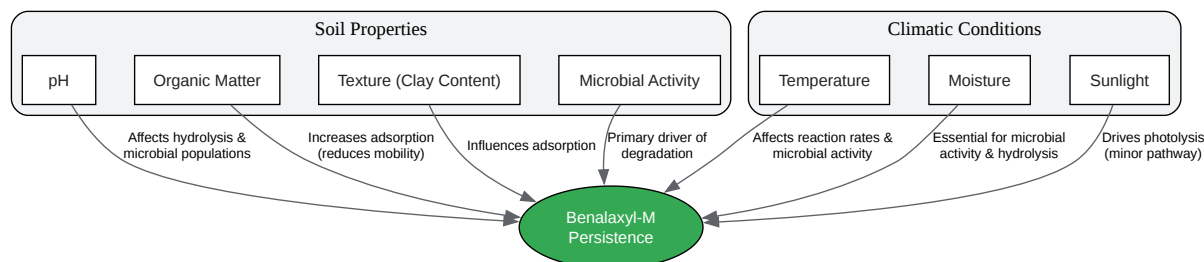 Soil Properties
Climatic Conditions
pH
Organic Matter
Texture (Clay Content)
Microbial Activity
Temperature
Moisture
Sunlight
Affects hydrolysis &
microbial populations
Increases adsorption
(reduces mobility)
Influences adsorption
Primary driver of
degradation
Affects reaction rates &
microbial activity
Essential for microbial
activity & hydrolysis
Drives photolysis
(minor pathway)
Benalaxyl-M
Persistence